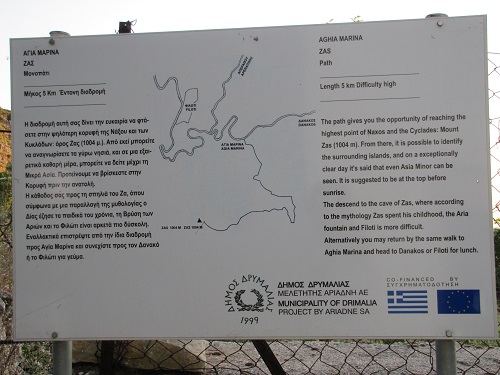 ΑΓΙΑ ΜΑΡΙΝΑ
ΖΑΣ
Μονοπάτι
Μήκος 5 Km Έντονη διαδρομή
Η διαδρομή αυτή σας δίνει την ευκαιρία να φτά-
σετε στην ψηλότερη κορυφή της Νάξου και των
Κυκλάδων: όρος Ζας (1004 μ.). Από εκεί μπορείτε
να αναγνωρίσετε τα γύρω νησιά, και σε μια εξαι-
ρετικά καθαρή μέρα, μπορείτε να δείτε μέχρι τη
Μικρά Ασία. Προτείνουμε να βρίσκεστε στην
Κορυφή πριν την ανατολή.
Η κάθοδος σας προς τη σπηλιά του Ζα, όπου
σύμφωνα με μια παραλλαγή της μυθολογίας ο
Δίας έζησε τα παιδικά του χρόνια, τη Βρύση των
Αριών και το Φιλώτι είναι αρκετά πιο δύσκολη.
Εναλλακτικά επιστρέψτε από την ίδια διαδρομή
προς Αγία Μαρίνα και συνεχίστε προς τον Δανακό
ή το Φιλώτι για γεύμα.
ΑΓΙΑ ΜΑΡΙΝΑ
AGHIA MARINA
ΔΑΝΑΚΟΣ
DANAKOS
ΖΑΣ 1004 Μ
ZAS 1004 M
AGHIA MARINA
ZAS
Path
Length 5 km Difficulty high
The path gives you the opportunity of reaching the
highest point of Naxos and the Cyclades: Mount
Zas (1004 m). From there, it is possible to identify
the surrounding islands, and on a exceptionally
clear day it's said that even Asia Minor can be
seen. It is suggested to be at the top before
sunrise.
The descend to the cave of Zas, where according
to the mythology Zas spent his childhood, the Aria
fountain and Filoti is more difficult.
Alternatively you may return by the same walk to
Aghia Marina and head to Danakos or Filoti for lunch.
ΔΗΜΟΣ ΔΡΥΜΑΛΙΑΣ
1994
ΔΗΜΟΣ ΔΡΥΜΑΛΙΑΣ
ΜΕΛΕΤΗΤΗΣ ΑΡΙΑΔΝΗ ΑΕ
MUNICIPALITY OF DRIMALIA
PROJECT BY ARIADNE SA
CO-FINANCED BY
ΣΥΓΧΡΗΜΑΤΟΔΟΤΗΣΗ